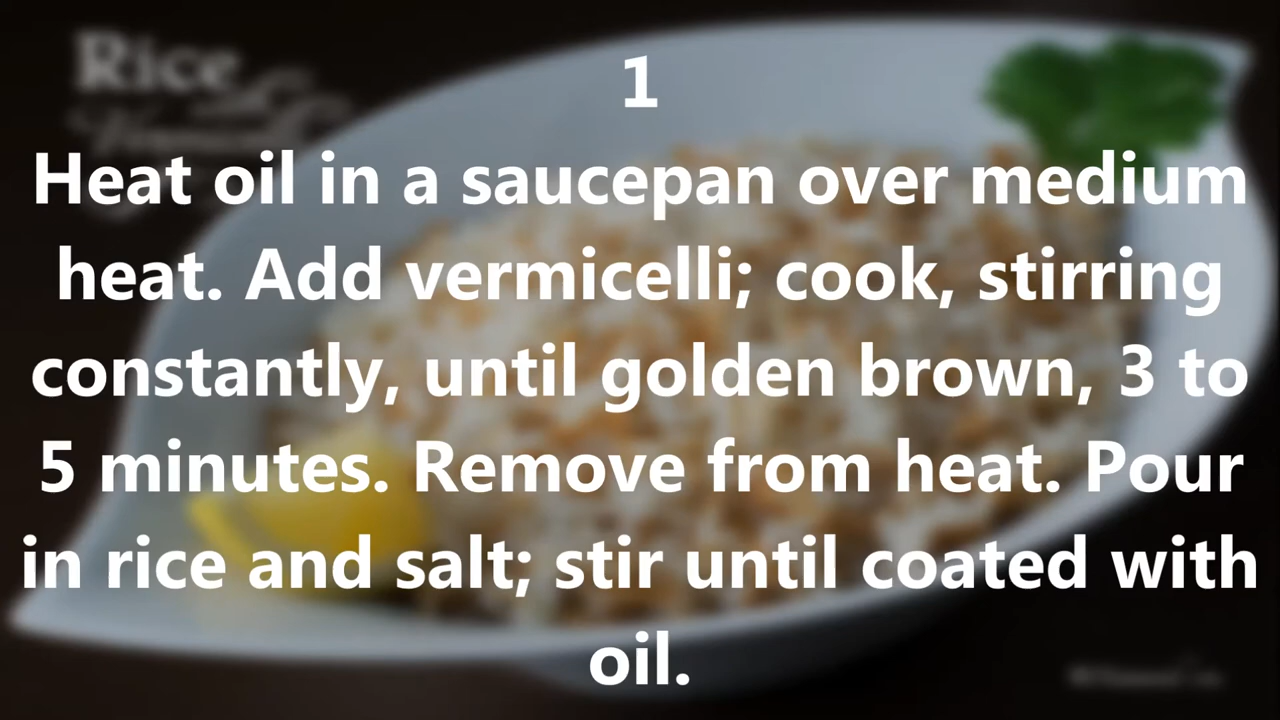 Rice
1
Heat oil in a saucepan over medium
heat. Add vermicelli; cook, stirring
constantly, until golden brown, 3 to
5 minutes. Remove from heat. Pour
in rice and salt; stir until coated with
oil.